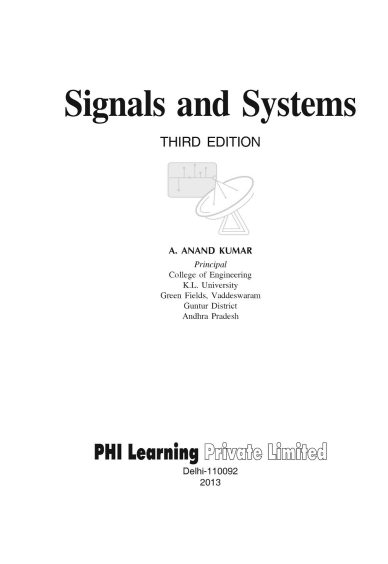 Signals and Systems
THIRD EDITION
A. ANAND KUMAR
Principal
College of Engineering
K.L. University
Green Fields, Vaddeswaram
Guntur District
Andhra Pradesh
PHI Learning Private Limited
Delhi-110092
2013